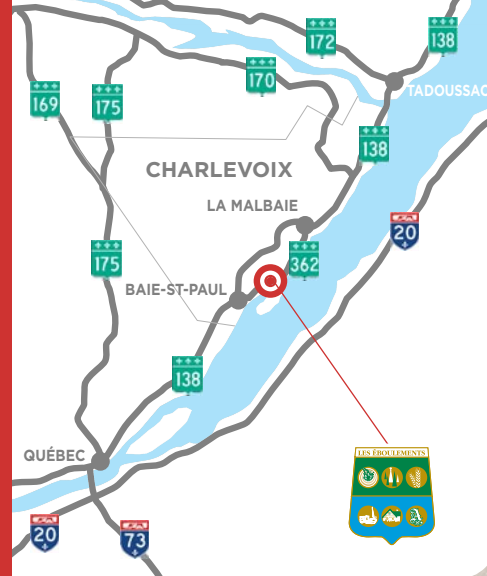 172
138
170
TADOUSSAC
169
175
138
CHARLEVOIX
LA MALBAIE
20
175
362
BAIE-ST-PAUL
138
QUÉBEC
LES ÉBOULEMENTS
20
73